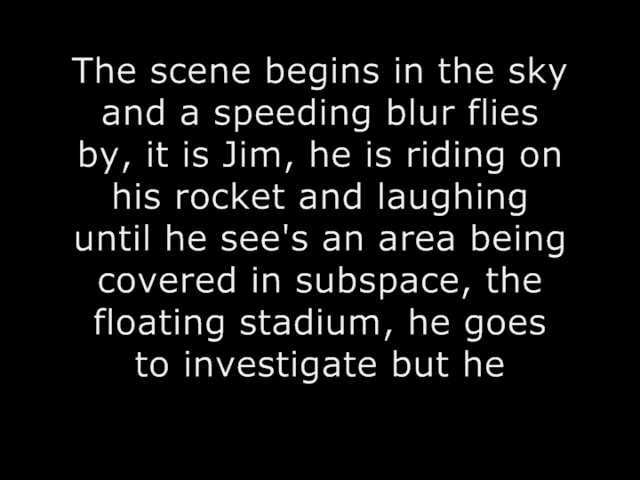 The scene begins in the sky
and a speeding blur flies
by, it is Jim, he is riding on
his rocket and laughing
until he see's an area being
covered in subspace, the
floating stadium, he goes
to investigate but he